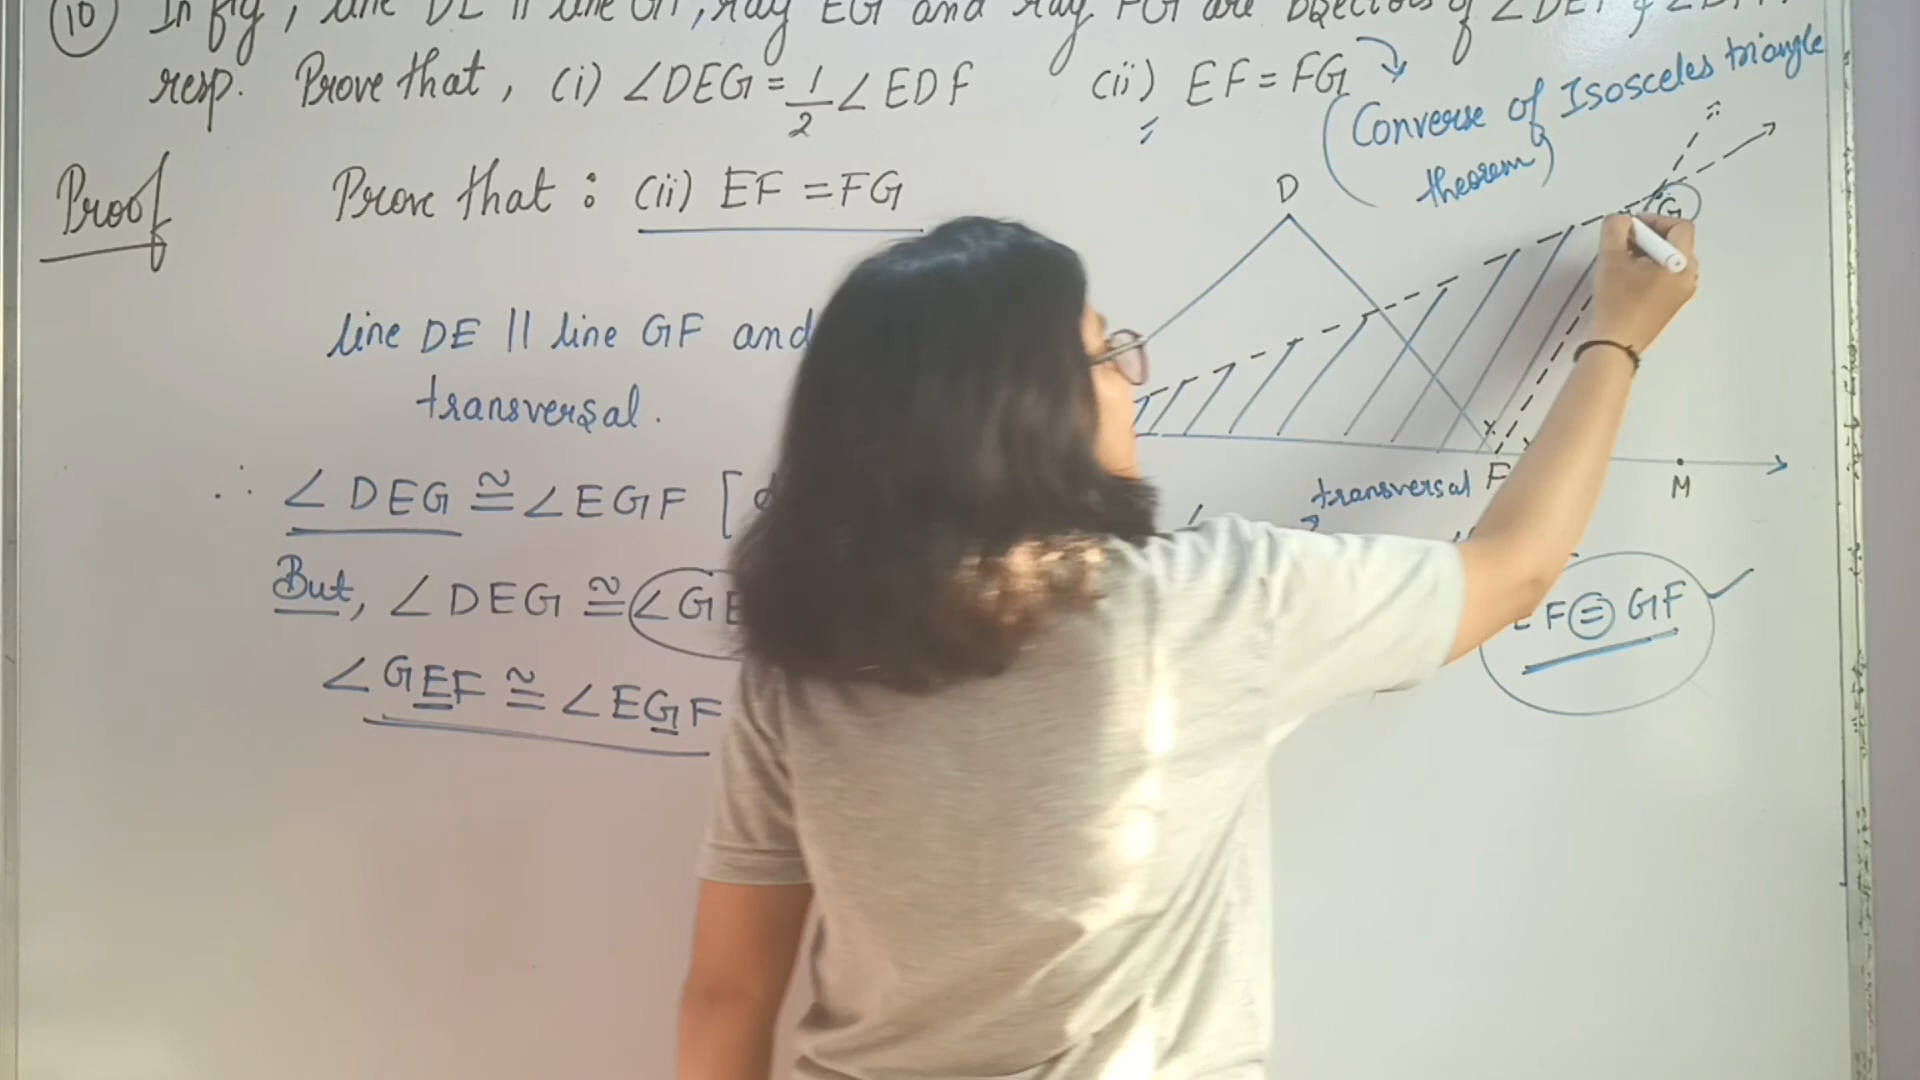 (10) In fig, line DE || line GF, ray EG and ray FG are bisectors of ∠DEF &
resp. Prove that, (i) ∠DEG = 1/2 ∠EDF (ii) EF = FG
(Converse of Isosceles triangle
theorem)
Proof
Prove that : (ii) EF = FG
D
G
line DE || line GF and
transversal.
∴ ∠DEG ≅ ∠EGF [
transversal F
M
But, ∠DEG ≅ ∠GE
F = GF
∠GEF ≅ ∠EGF